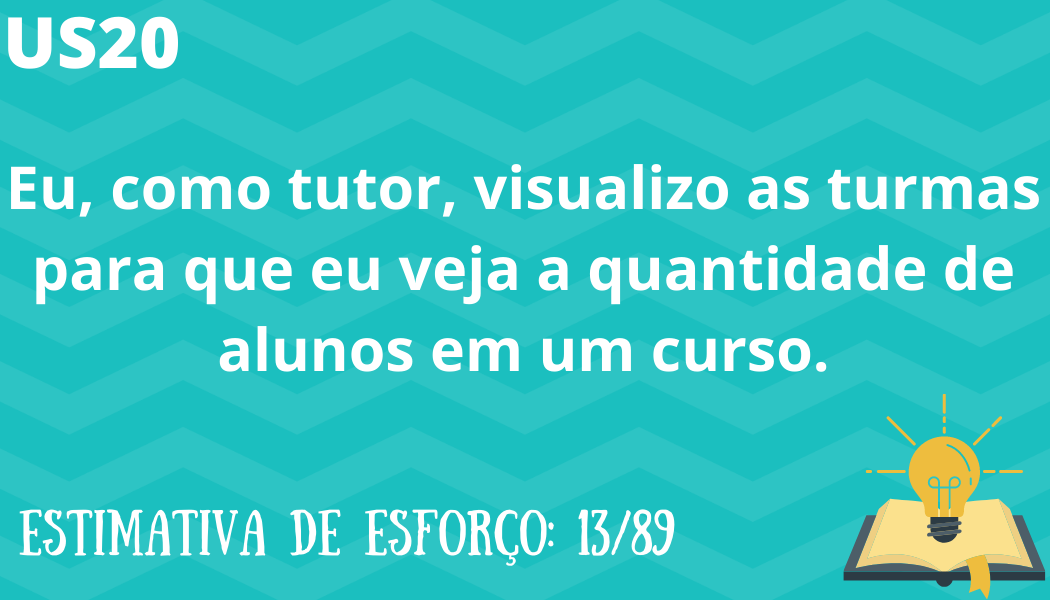 US20
Eu, como tutor, visualizo as turmas
para que eu veja a quantidade de
alunos em um curso.
ESTIMATIVA DE ESFORÇO: 13/89